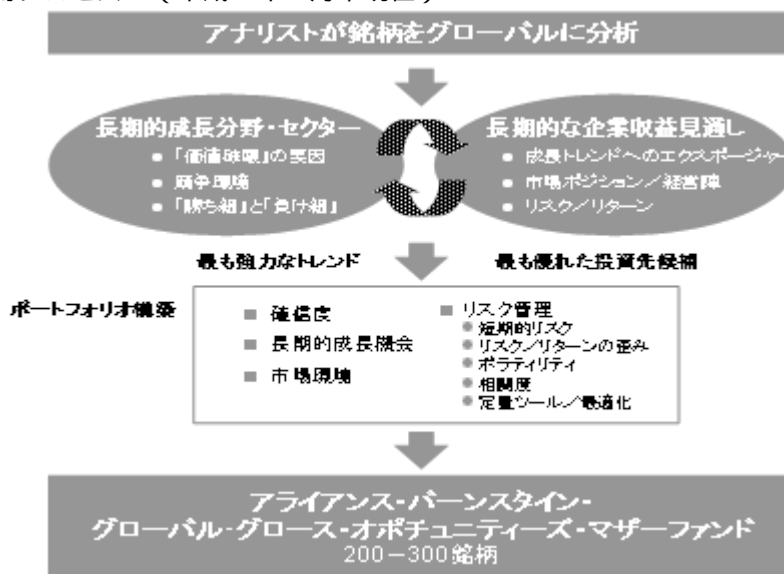 アナリストが銘柄をグローバルに分析
長期的成長分野・セクター
● 「価値破壊」の要因
● 競争環境
● 「勝ち組」と「負け組」
長期的な企業収益見通し
● 成長トレンドへのエクスポージャー
● 市場ポジション／経営陣
● リスク／リターン
最も強力なトレンド
最も優れた投資先候補
ポートフォリオ構築
■ 確信度
■ 長期的成長機会
■ 市場環境
■ リスク管理
● 短期的リスク
● リスク／リターンの歪み
● ボラティリティ
● 相関度
● 定量ツール／最適化
アライアンス-バーンスタイン-
グローバル-グロース-オポチュニティーズ-マザーファンド
200－300銘柄